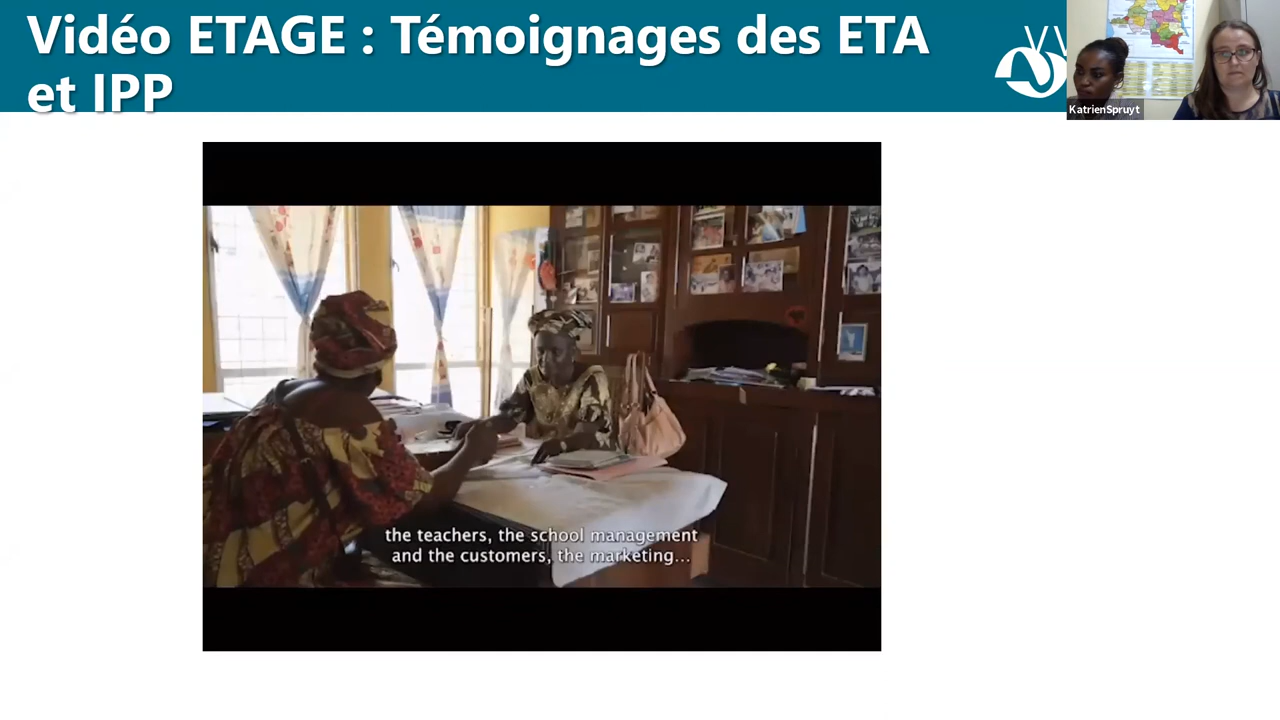 Vidéo ETAGE : Témoignages des ETA
et IPP
KatrienSpruyt
the teachers, the school management
and the customers, the marketing...